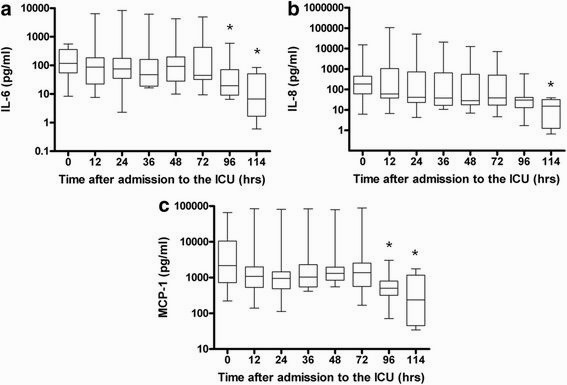 a
IL-6 (pg/ml)
10000
1000
100
10
1
0.1
* *
0 12 24 36 48 72 96 114
Time after admission to the ICU (hrs)
b
IL-8 (pg/ml)
1000000
100000
10000
1000
100
10
1
*
0 12 24 36 48 72 96 114
Time after admission to the ICU (hrs)
c
MCP-1 (pg/ml)
100000
10000
1000
100
10
* *
0 12 24 36 48 72 96 114
Time after admission to the ICU (hrs)